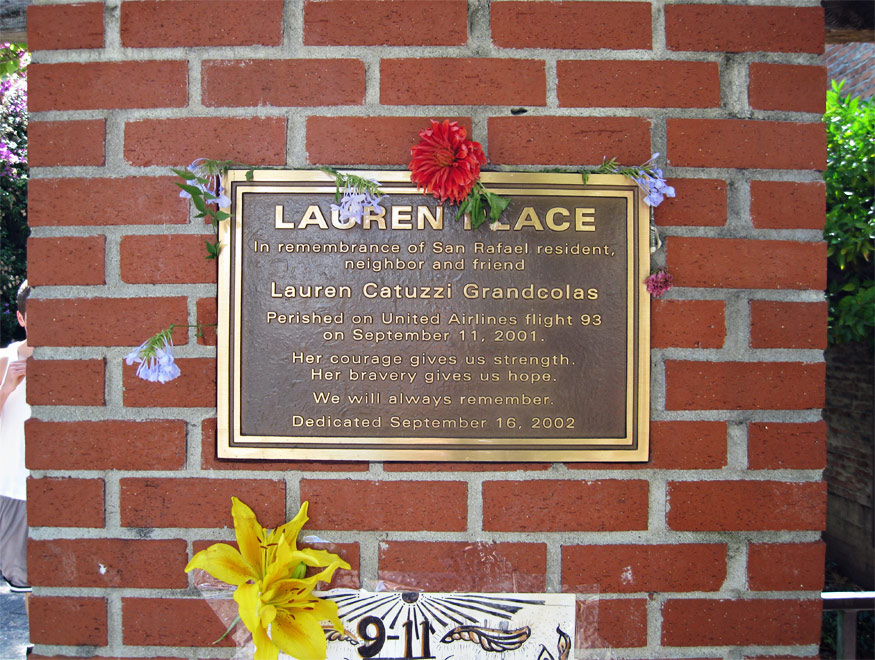 LAUREN PLACE
In remembrance of San Rafael resident,
neighbor and friend
Lauren Catuzzi Grandcolas
Perished on United Airlines flight 93
on September 11, 2001.
Her courage gives us strength.
Her bravery gives us hope.
We will always remember.
Dedicated September 16, 2002
9-11